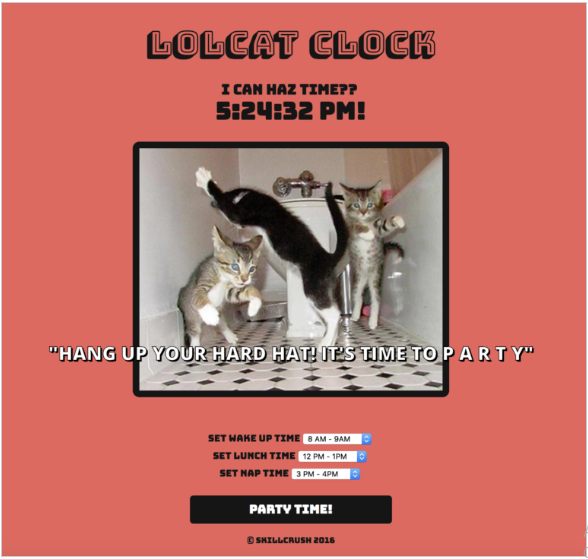 LOLCAT CLOCK
I CAN HAZ TIME??
5:24:32 PM!
"HANG UP YOUR HARD HAT! IT'S TIME TO P A R T Y"
SET WAKE UP TIME 8 AM - 9AM
SET LUNCH TIME 12 PM - 1PM
SET NAP TIME 3 PM - 4PM
PARTY TIME!
© SKILLCRUSH 2016